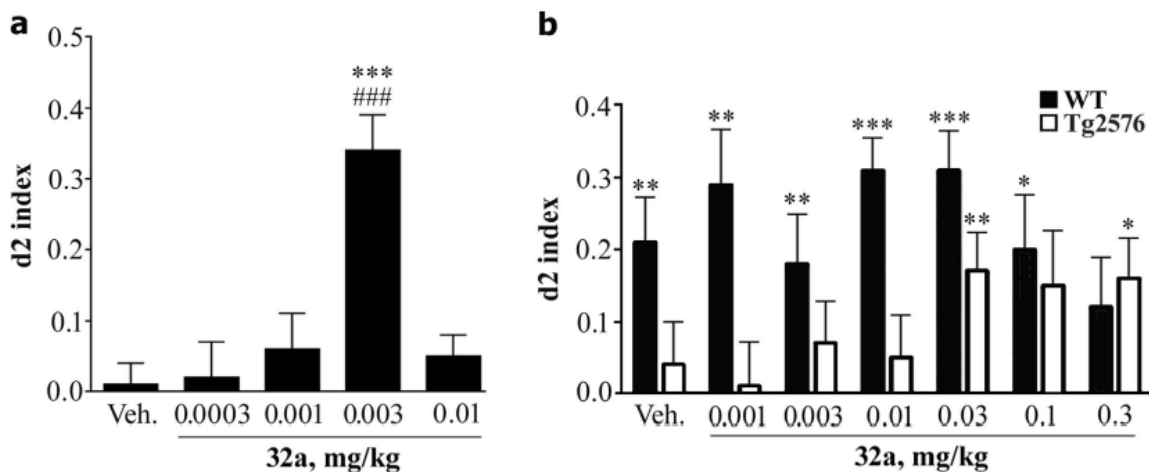 a
0.5
0.4
0.3
0.2
0.1
0.0
d2 index
***
###
Veh. 0.0003 0.001 0.003 0.01
32a, mg/kg
b
WT
Tg2576
0.4
0.3
0.2
0.1
0.0
d2 index
** ** ** *** *** ** * *
Veh. 0.001 0.003 0.01 0.03 0.1 0.3
32a, mg/kg